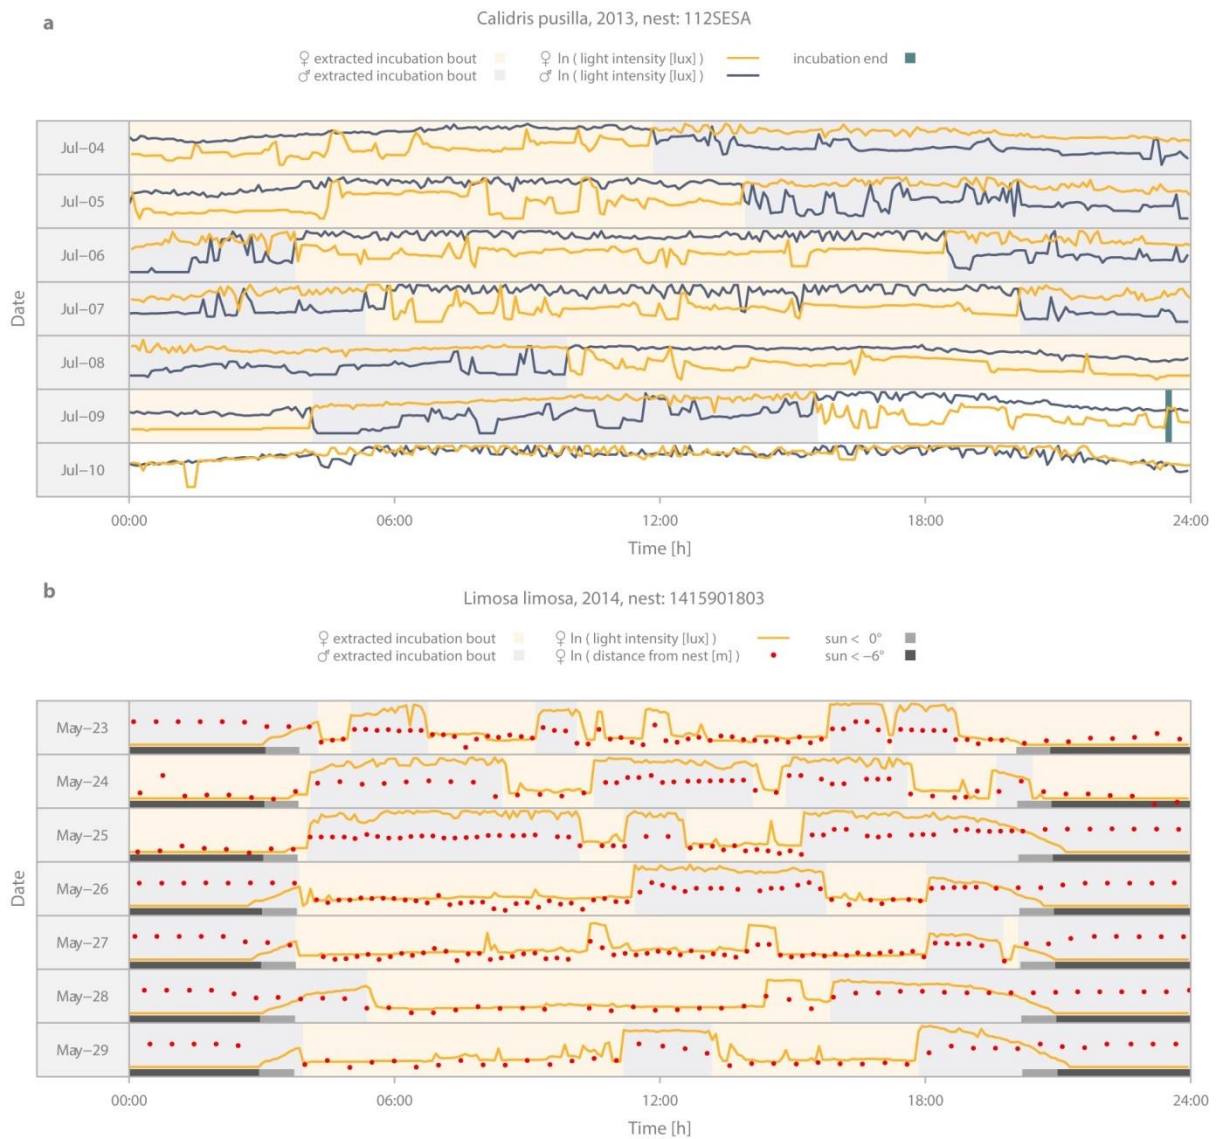 a
Calidris pusilla, 2013, nest: 112SESA
♀ extracted incubation bout ♀ ln ( light intensity [lux] ) incubation end
♂ extracted incubation bout ♂ ln ( light intensity [lux] )
Date
Jul−04
Jul−05
Jul−06
Jul−07
Jul−08
Jul−09
Jul−10
00:00 06:00 12:00 18:00 24:00
Time [h]
b
Limosa limosa, 2014, nest: 1415901803
♀ extracted incubation bout ♀ ln ( light intensity [lux] ) sun < 0°
♂ extracted incubation bout ♀ ln ( distance from nest [m] ) sun < −6°
Date
May−23
May−24
May−25
May−26
May−27
May−28
May−29
00:00 06:00 12:00 18:00 24:00
Time [h]